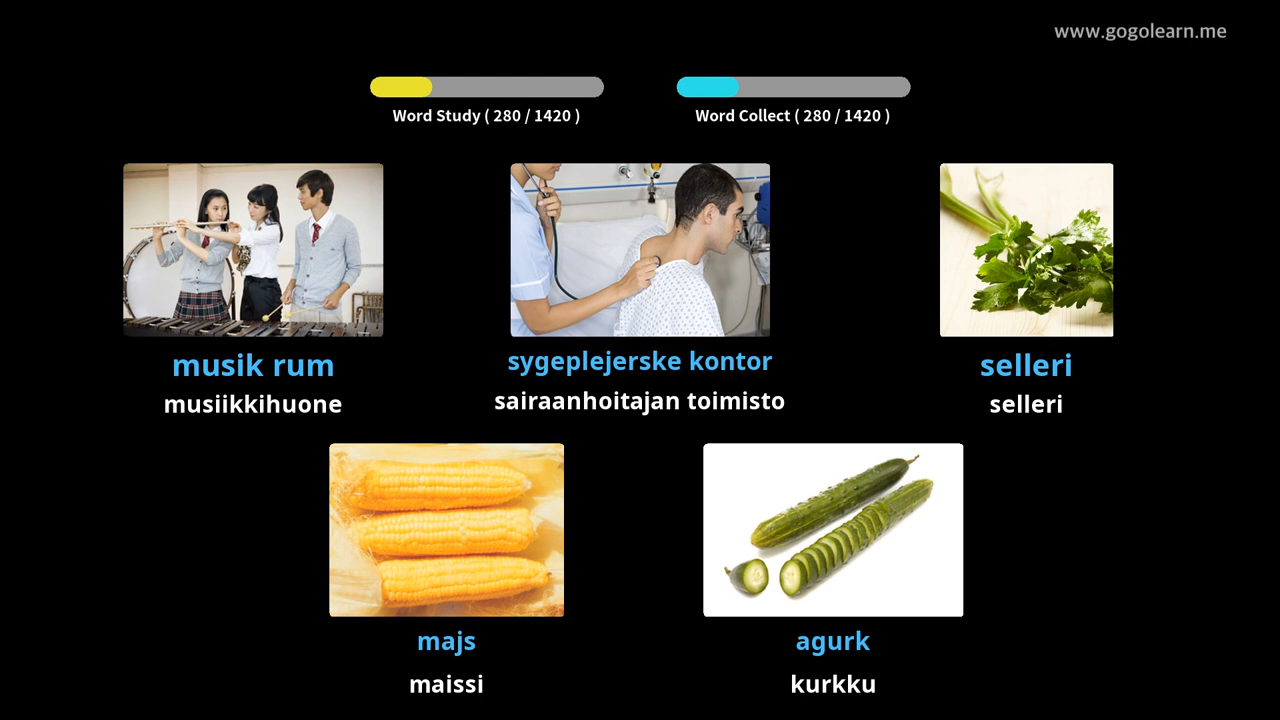 www.gogolearn.me
Word Study ( 280 / 1420 )
Word Collect ( 280 / 1420 )
musik rum
musiikkihuone
sygeplejerske kontor
sairaanhoitajan toimisto
selleri
selleri
majs
maissi
agurk
kurkku